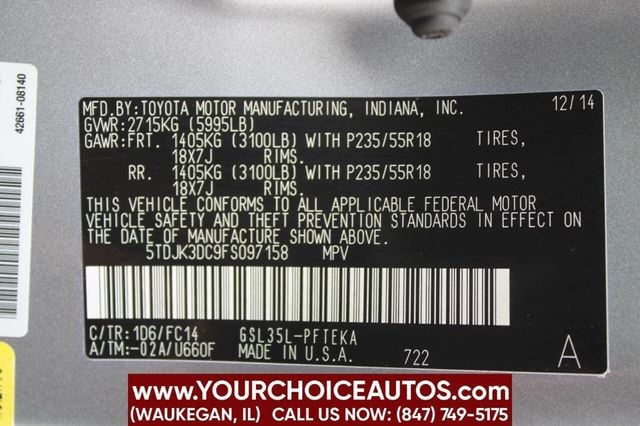 42661-08140
MFD.BY:TOYOTA MOTOR MANUFACTURING, INDIANA, INC. 12/14
GVWR:2715KG (5995LB)
GAWR:FRT. 1405KG (3100LB) WITH P235/55R18 TIRES,
18X7J RIMS.
RR. 1405KG (3100LB) WITH P235/55R18 TIRES,
18X7J RIMS.
THIS VEHICLE CONFORMS TO ALL APPLICABLE FEDERAL MOTOR
VEHICLE SAFETY AND THEFT PREVENTION STANDARDS IN EFFECT ON
THE DATE OF MANUFACTURE SHOWN ABOVE.
5TDJK3DC9FS097158 MPV
C/TR:1D6/FC14 GSL35L-PFTEKA
A/TM:-02A/U660F MADE IN U.S.A. 722 A
WWW.YOURCHOICEAUTOS.COM
(WAUKEGAN, IL) CALL US NOW: (847) 749-5175